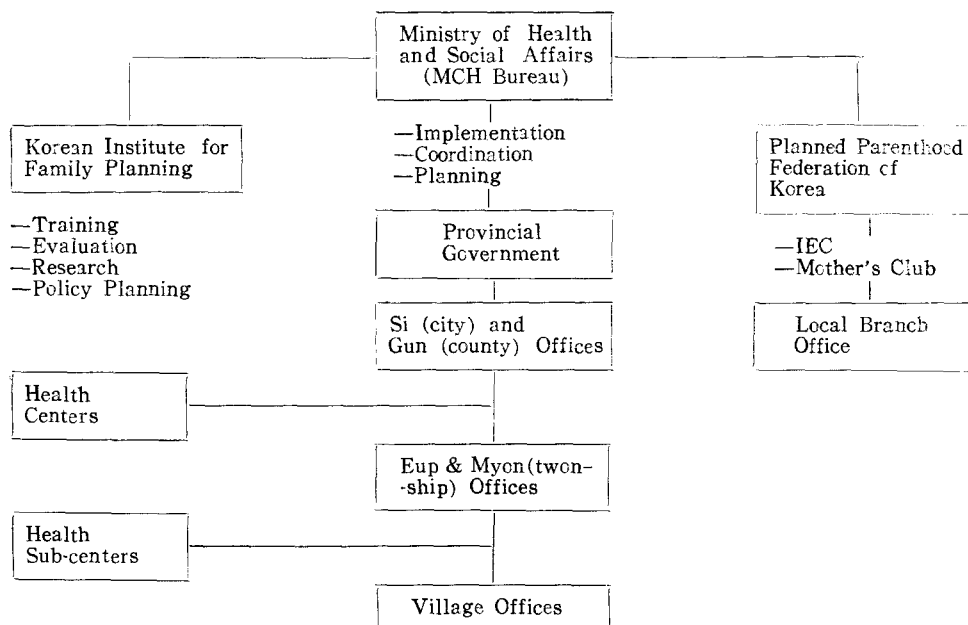 Ministry of Health
and Social Affairs
(MCH Bureau)
Korean Institute for
Family Planning
—Implementation
—Coordination
—Planning
Planned Parenthood
Federation cf
Korea
—Training
—Evaluation
—Research
—Policy Planning
Provincial
Government
—IEC
—Mother's Club
Si (city) and
Gun (county) Offices
Local Branch
Office
Health
Centers
Eup & Myon(twon-
-ship) Offices
Health
Sub-centers
Village Offices